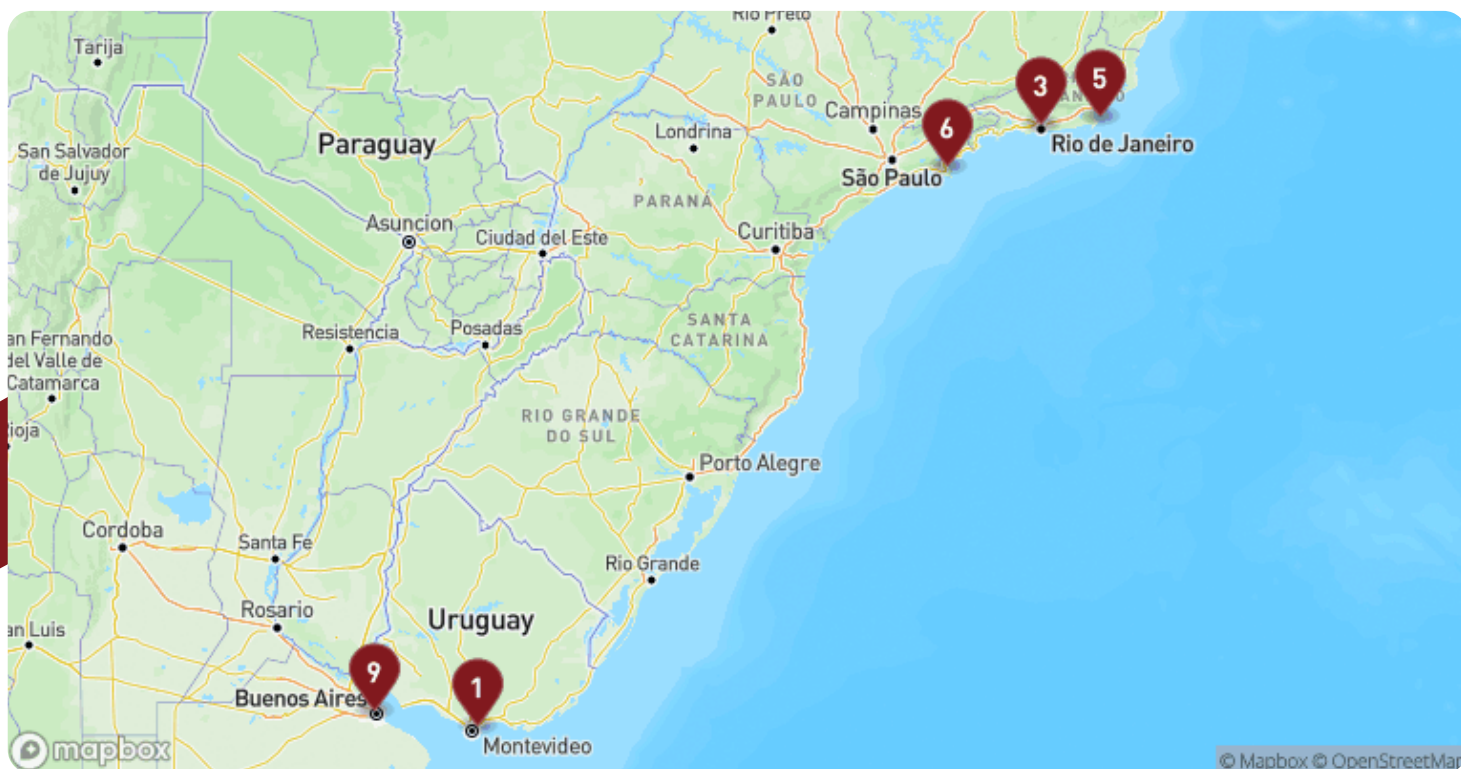 Rio Preto
Tarija
5
3
SÃO
PAULO
Campinas
6
Londrina
Rio de Janeiro
Paraguay
San Salvador
de Jujuy
São Paulo
PARANÁ
Asuncion
Ciudad del Este
Curitiba
SANTA
CATARINA
Resistencia
Posadas
an Fernando
del Valle de
Catamarca
RIO GRANDE
DO SUL
ioja
Porto Alegre
Cordoba
Santa Fe
Rio Grande
Rosario
Uruguay
an Luis
9
1
Buenos Aires
Montevideo
mapbox
© Mapbox © OpenStreetMap